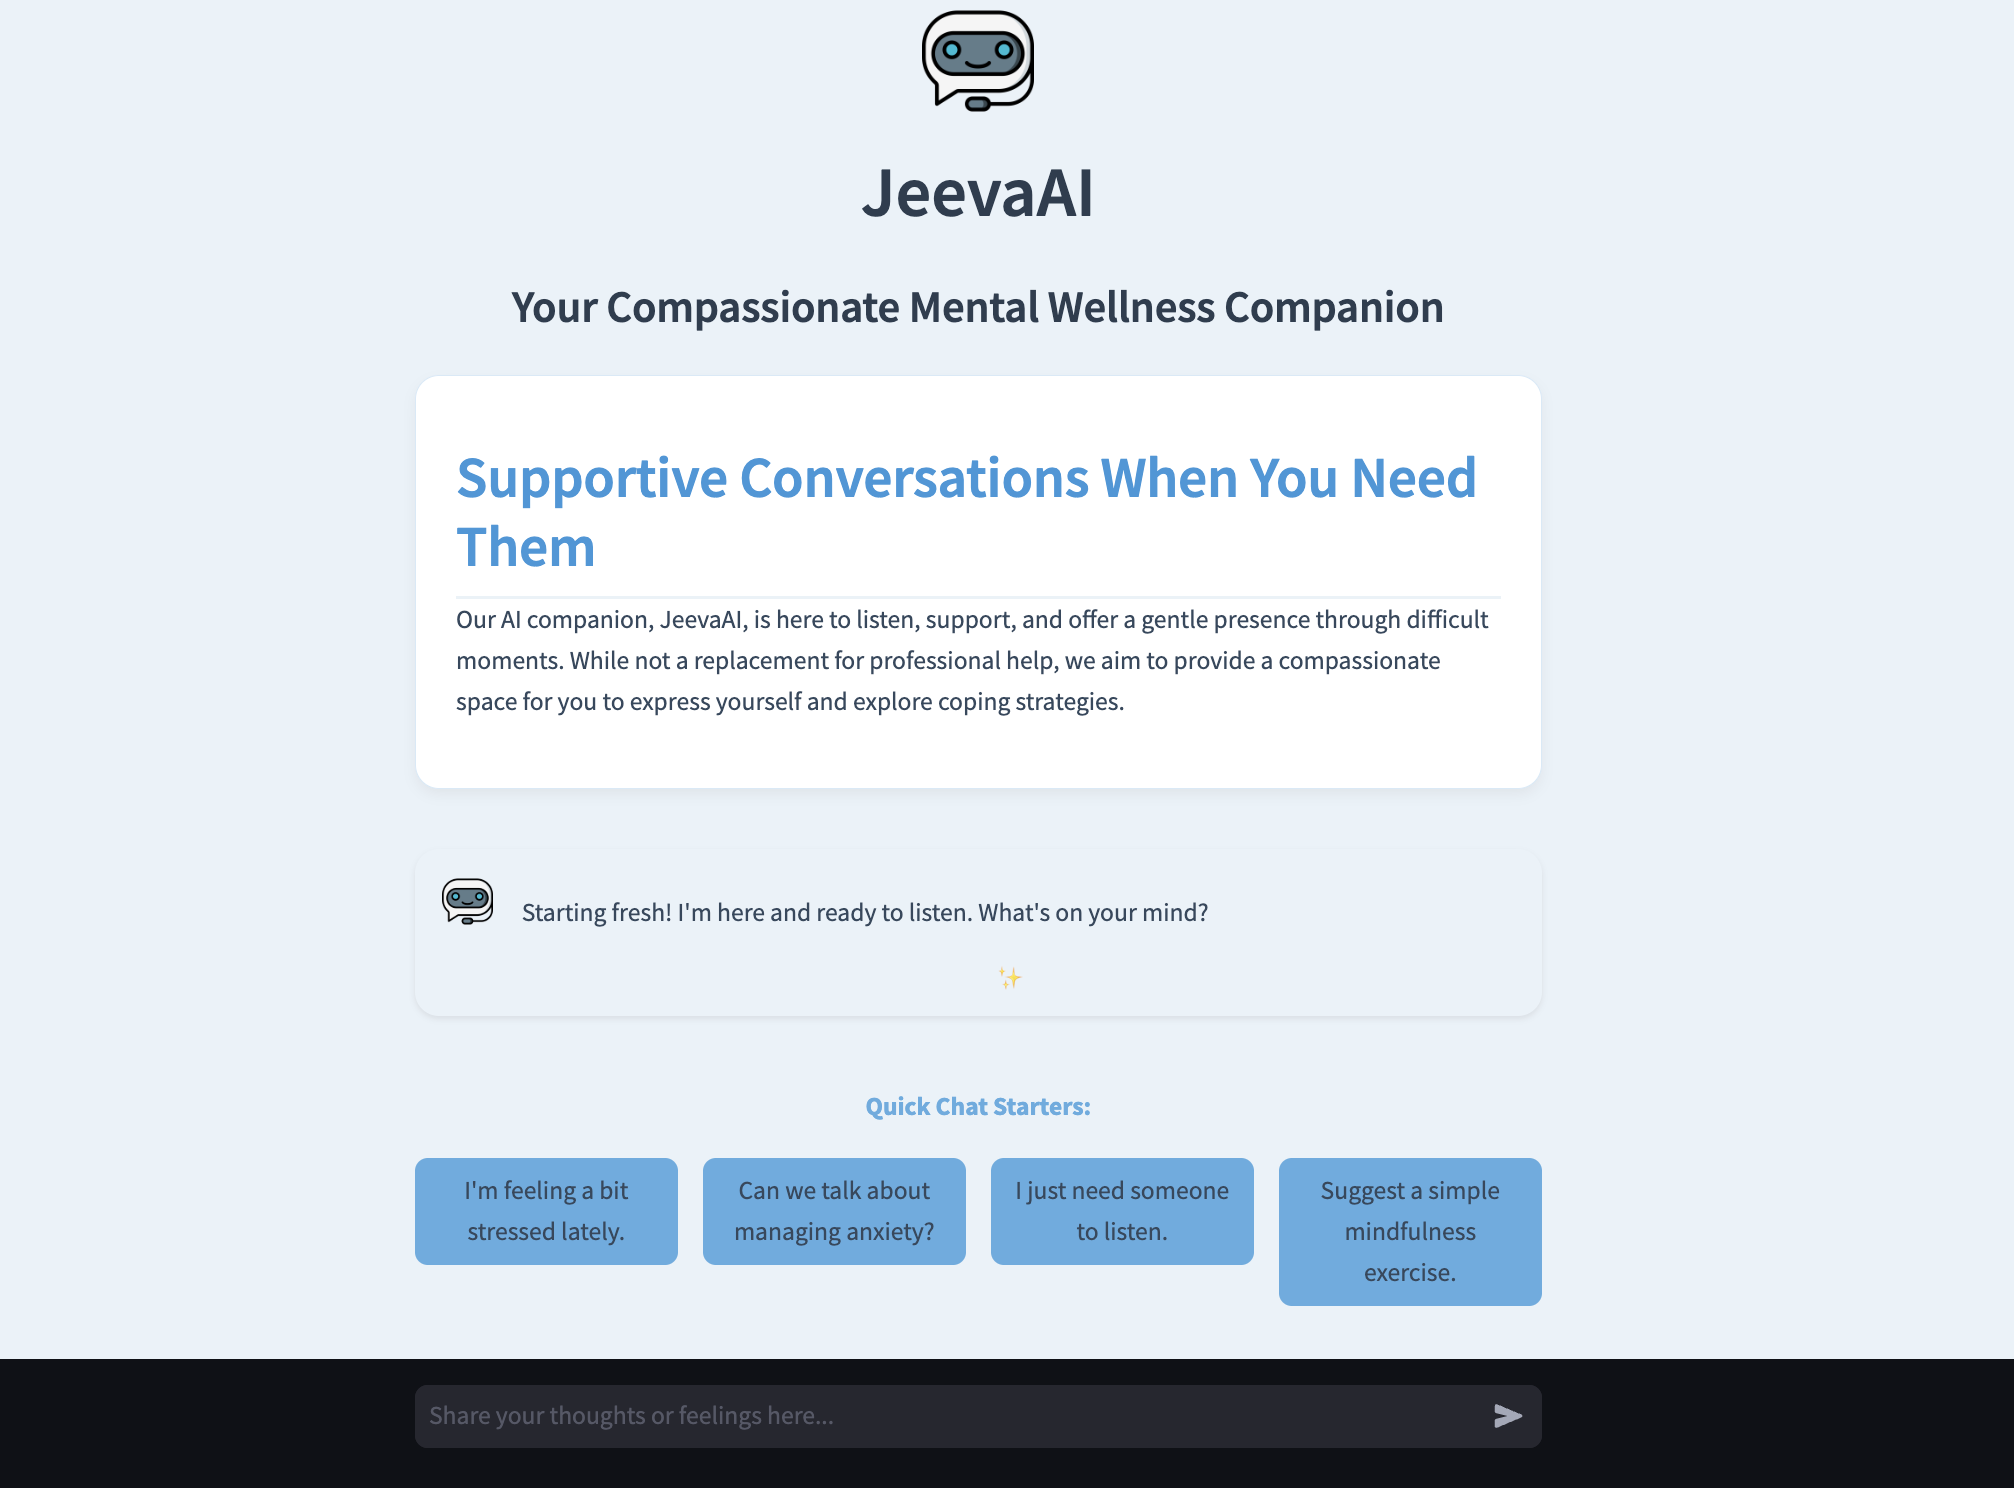 JeevaAI
Your Compassionate Mental Wellness Companion
Supportive Conversations When You Need
Them
Our AI companion, JeevaAI, is here to listen, support, and offer a gentle presence through difficult
moments. While not a replacement for professional help, we aim to provide a compassionate
space for you to express yourself and explore coping strategies.
Starting fresh! I'm here and ready to listen. What's on your mind?
✨
Quick Chat Starters:
I'm feeling a bit
stressed lately.
Can we talk about
managing anxiety?
I just need someone
to listen.
Suggest a simple
mindfulness
exercise.
Share your thoughts or feelings here...